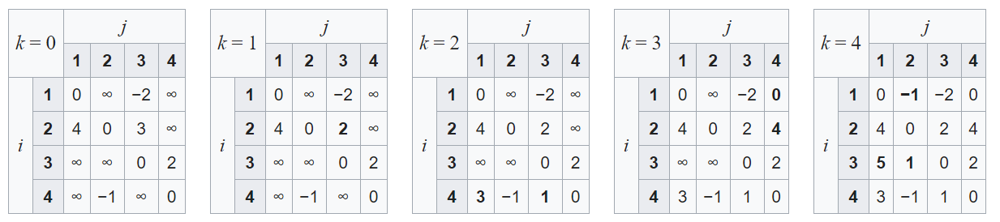 k = 0 j
1 2 3 4
i
1 0 ∞ −2 ∞
2 4 0 3 ∞
3 ∞ ∞ 0 2
4 ∞ −1 ∞ 0
k = 1 j
1 2 3 4
i
1 0 ∞ −2 ∞
2 4 0 2 ∞
3 ∞ ∞ 0 2
4 ∞ −1 ∞ 0
k = 2 j
1 2 3 4
i
1 0 ∞ −2 ∞
2 4 0 2 ∞
3 ∞ ∞ 0 2
4 3 −1 1 0
k = 3 j
1 2 3 4
i
1 0 ∞ −2 0
2 4 0 2 4
3 ∞ ∞ 0 2
4 3 −1 1 0
k = 4 j
1 2 3 4
i
1 0 −1 −2 0
2 4 0 2 4
3 5 1 0 2
4 3 −1 1 0